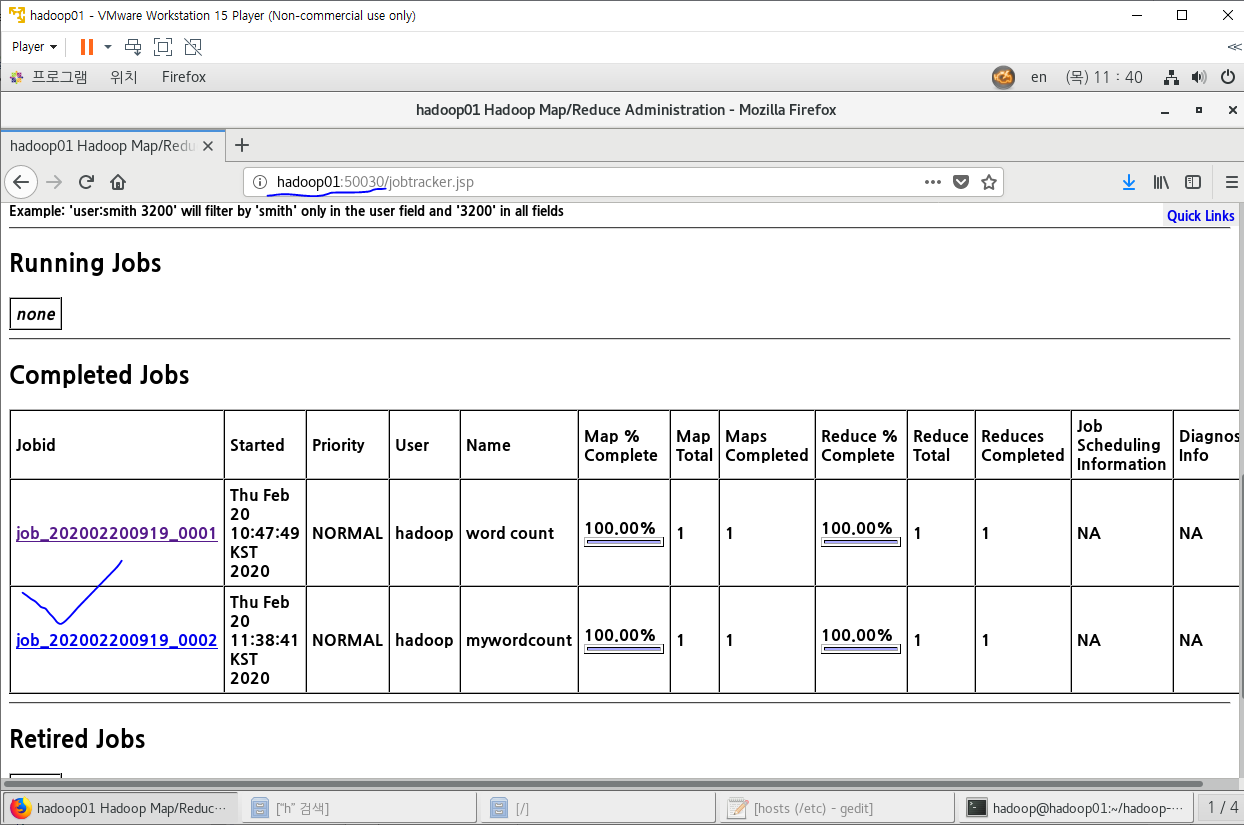 hadoop01 - VMware Workstation 15 Player (Non-commercial use only)
Player
프로그램 위치 Firefox en (목) 11 : 40
hadoop01 Hadoop Map/Reduce Administration - Mozilla Firefox
hadoop01 Hadoop Map/Redu
hadoop01:50030/jobtracker.jsp
Example: 'user:smith 3200' will filter by 'smith' only in the user field and '3200' in all fields
Quick Links
Running Jobs
none
Completed Jobs
Jobid Started Priority User Name Map % Complete Map Total Maps Completed Reduce % Complete Reduce Total Reduces Completed Job Scheduling Information Diagnos Info
job_202002200919_0001 Thu Feb 20 10:47:49 KST 2020 NORMAL hadoop word count 100.00% 1 1 100.00% 1 1 NA NA
job_202002200919_0002 Thu Feb 20 11:38:41 KST 2020 NORMAL hadoop mywordcount 100.00% 1 1 100.00% 1 1 NA NA
Retired Jobs
hadoop01 Hadoop Map/Reduc··· ["h" 검색] [/] [hosts (/etc) - gedit] hadoop@hadoop01:~/hadoop-··· 1 / 4